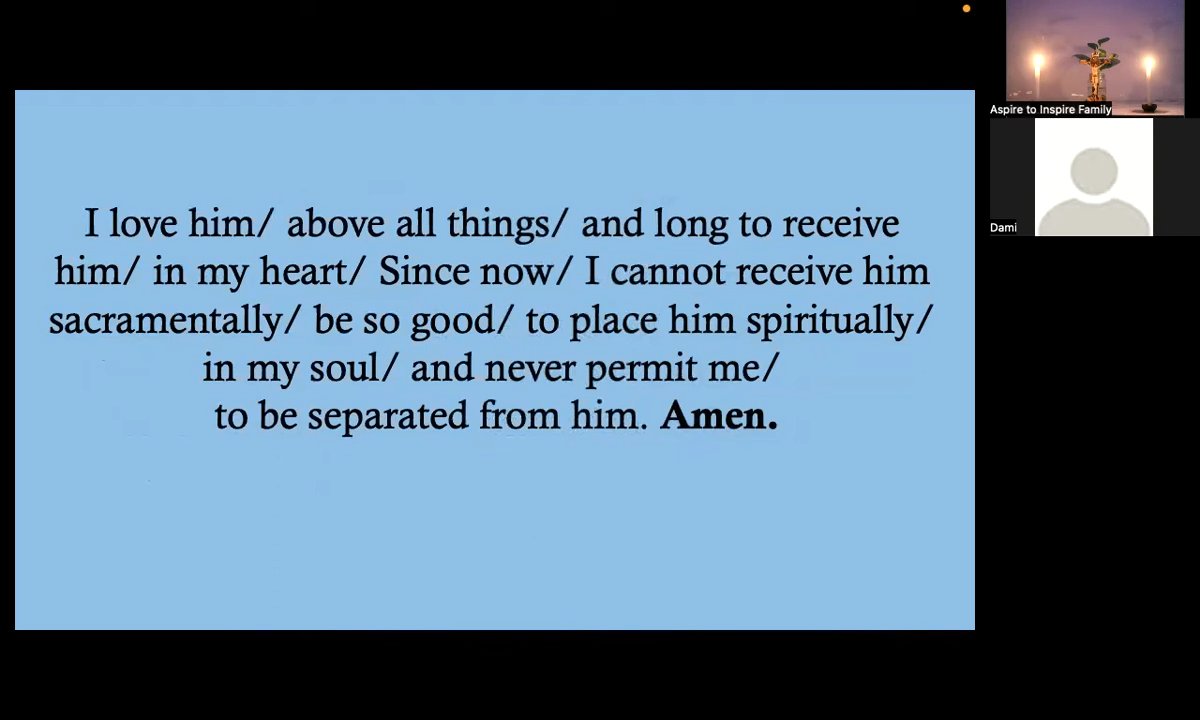 I love him/ above all things/ and long to receive
him/ in my heart/ Since now/ I cannot receive him
sacramentally/ be so good/ to place him spiritually/
in my soul/ and never permit me/
to be separated from him. Amen.
Aspire to Inspire Family
Dami